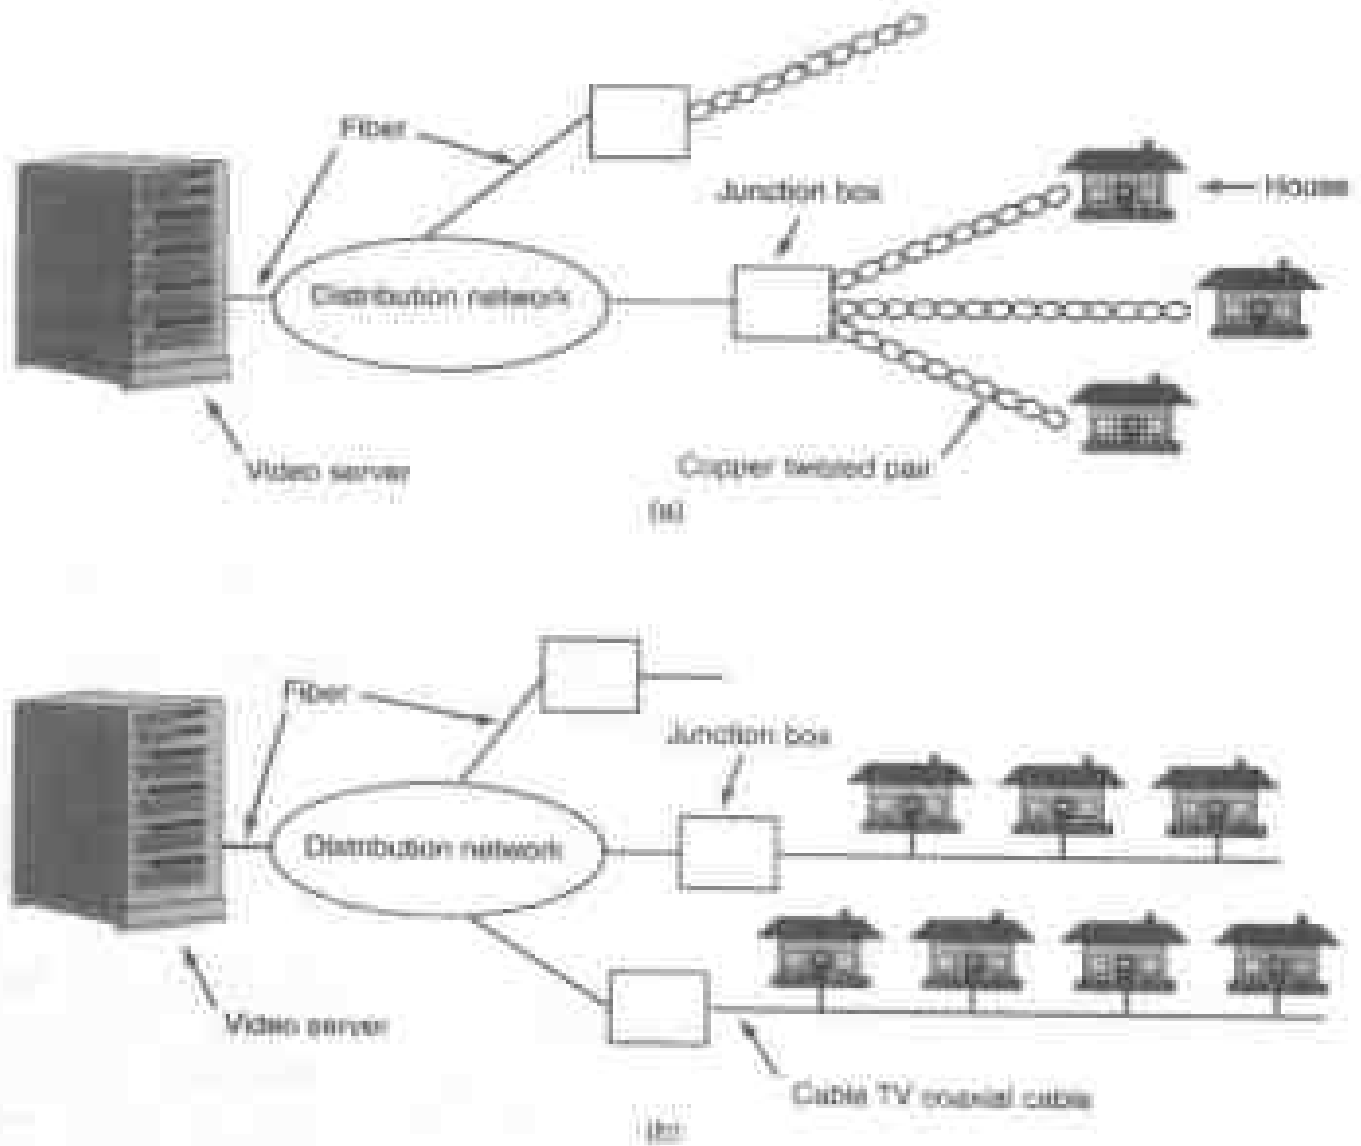 Fiber
Junction box
House
Distribution network
Video server
Copper twisted pair
(a)
Fiber
Junction box
Distribution network
Video server
Cable TV coaxial cable
(b)